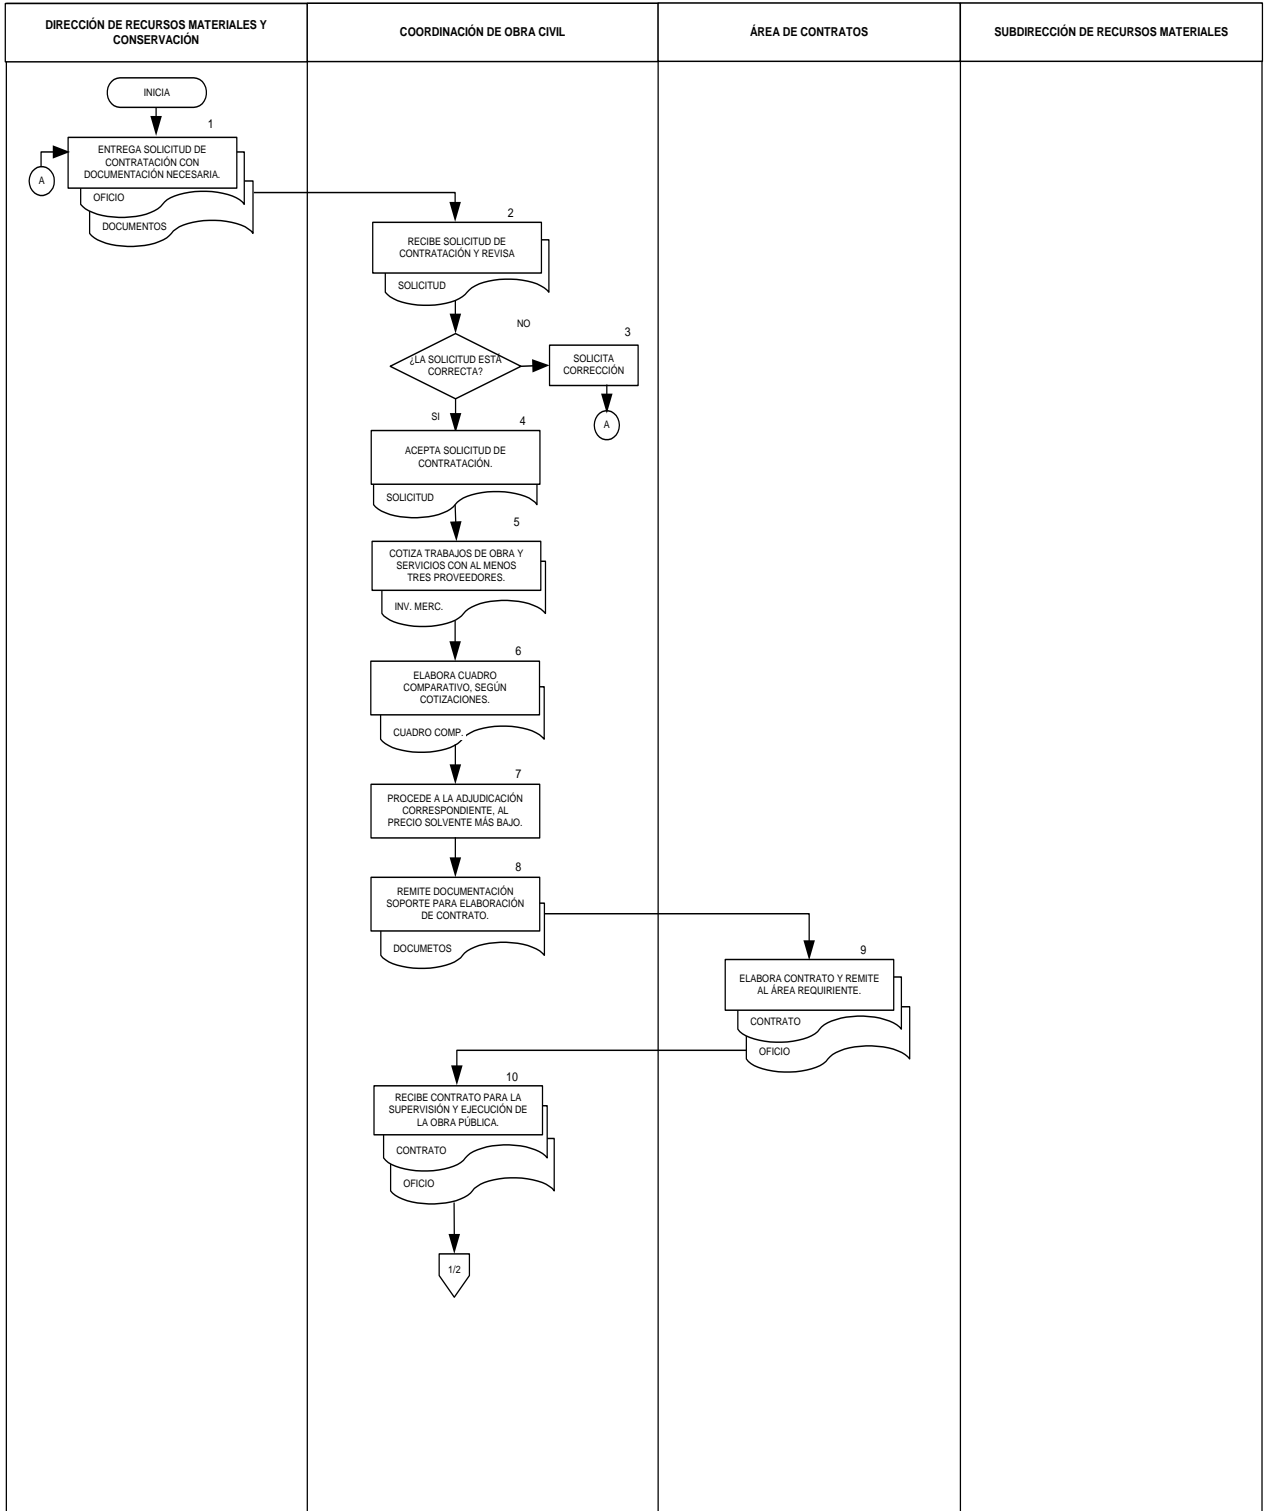 DIRECCIÓN DE RECURSOS MATERIALES Y
CONSERVACIÓN
COORDINACIÓN DE OBRA CIVIL
ÁREA DE CONTRATOS
SUBDIRECCIÓN DE RECURSOS MATERIALES
INICIA
1
ENTREGA SOLICITUD DE
CONTRATACIÓN CON
DOCUMENTACIÓN NECESARIA.
A
OFICIO
DOCUMENTOS
2
RECIBE SOLICITUD DE
CONTRATACIÓN Y REVISA
SOLICITUD
NO
¿LA SOLICITUD ESTÁ
CORRECTA?
3
SOLICITA
CORRECCIÓN
A
SI
4
ACEPTA SOLICITUD DE
CONTRATACIÓN.
SOLICITUD
5
COTIZA TRABAJOS DE OBRA Y
SERVICIOS CON AL MENOS
TRES PROVEEDORES.
INV. MERC.
6
ELABORA CUADRO
COMPARATIVO, SEGÚN
COTIZACIONES.
CUADRO COMP.
7
PROCEDE A LA ADJUDICACIÓN
CORRESPONDIENTE, AL
PRECIO SOLVENTE MÁS BAJO.
8
REMITE DOCUMENTACIÓN
SOPORTE PARA ELABORACIÓN
DE CONTRATO.
DOCUMETOS
9
ELABORA CONTRATO Y REMITE
AL ÁREA REQUIRIENTE.
CONTRATO
OFICIO
10
RECIBE CONTRATO PARA LA
SUPERVISIÓN Y EJECUCIÓN DE
LA OBRA PÚBLICA.
CONTRATO
OFICIO
1/2